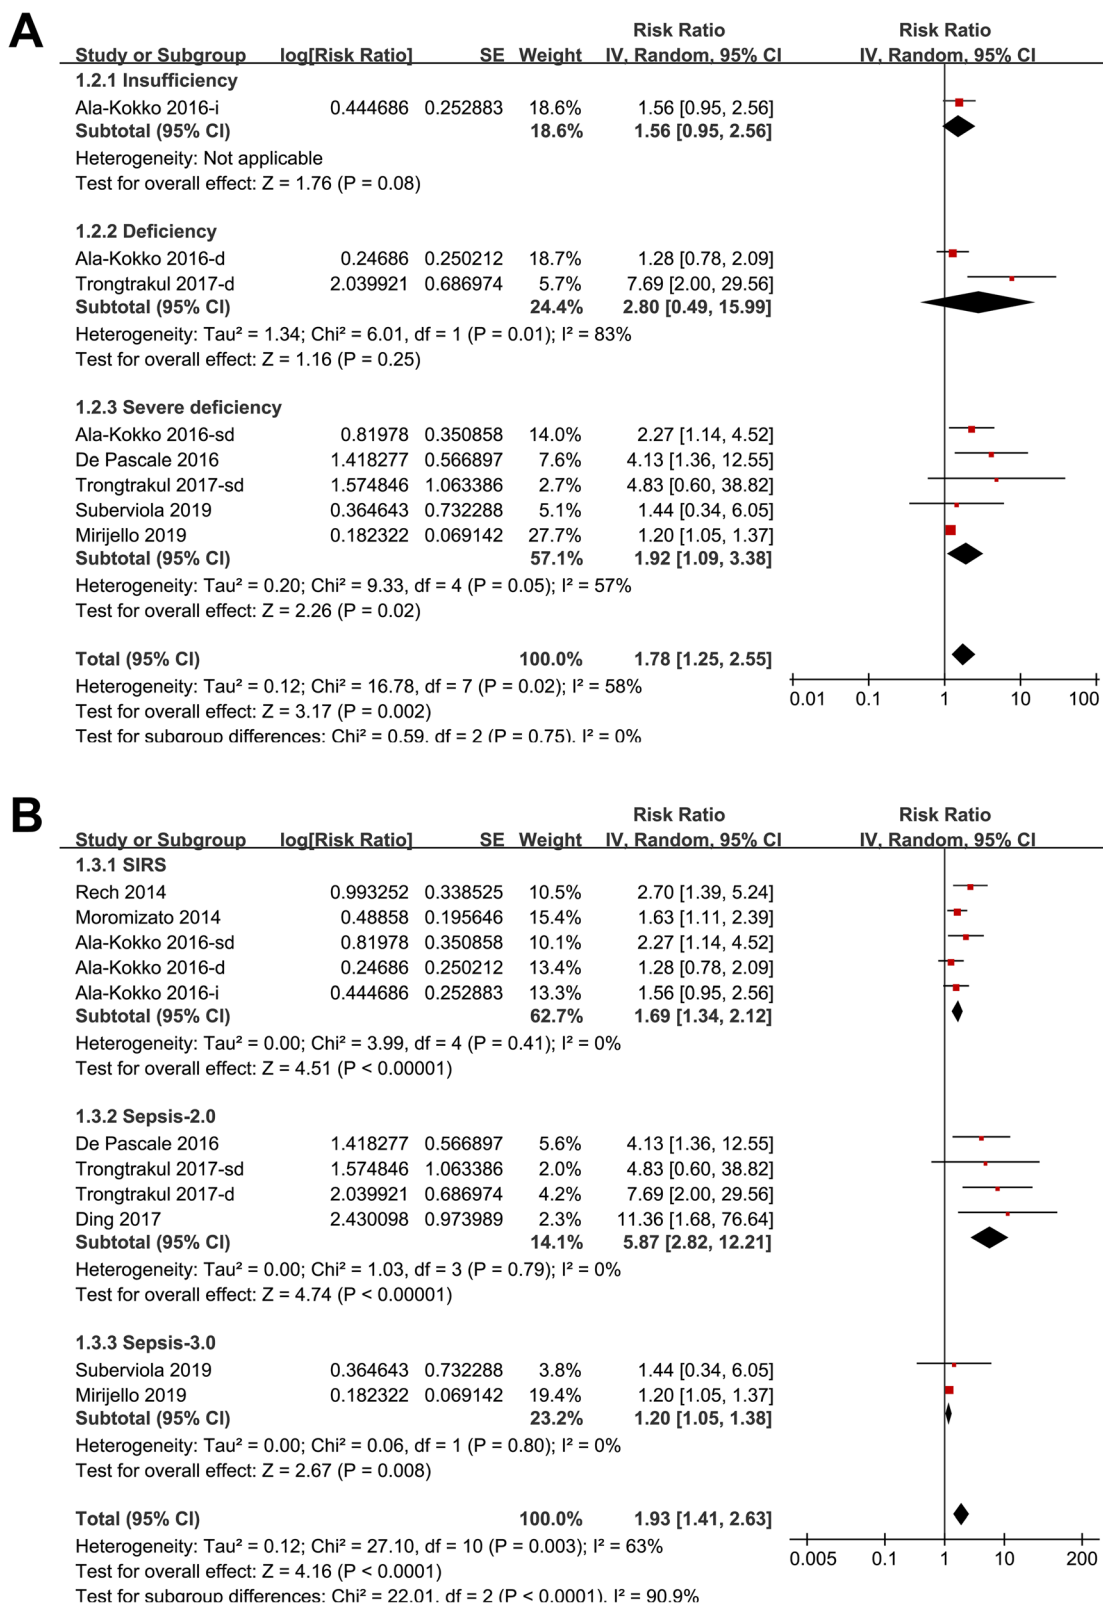 A
Risk Ratio Risk Ratio
Study or Subgroup log[Risk Ratio] SE Weight IV, Random, 95% CI IV, Random, 95% CI
1.2.1 Insufficiency
Ala-Kokko 2016-i 0.444686 0.252883 18.6% 1.56 [0.95, 2.56]
Subtotal (95% CI) 18.6% 1.56 [0.95, 2.56]
Heterogeneity: Not applicable
Test for overall effect: Z = 1.76 (P = 0.08)
1.2.2 Deficiency
Ala-Kokko 2016-d 0.24686 0.250212 18.7% 1.28 [0.78, 2.09]
Trongtrakul 2017-d 2.039921 0.686974 5.7% 7.69 [2.00, 29.56]
Subtotal (95% CI) 24.4% 2.80 [0.49, 15.99]
Heterogeneity: Tau² = 1.34; Chi² = 6.01, df = 1 (P = 0.01); I² = 83%
Test for overall effect: Z = 1.16 (P = 0.25)
1.2.3 Severe deficiency
Ala-Kokko 2016-sd 0.81978 0.350858 14.0% 2.27 [1.14, 4.52]
De Pascale 2016 1.418277 0.566897 7.6% 4.13 [1.36, 12.55]
Trongtrakul 2017-sd 1.574846 1.063386 2.7% 4.83 [0.60, 38.82]
Suberviola 2019 0.364643 0.732288 5.1% 1.44 [0.34, 6.05]
Mirijello 2019 0.182322 0.069142 27.7% 1.20 [1.05, 1.37]
Subtotal (95% CI) 57.1% 1.92 [1.09, 3.38]
Heterogeneity: Tau² = 0.20; Chi² = 9.33, df = 4 (P = 0.05); I² = 57%
Test for overall effect: Z = 2.26 (P = 0.02)
Total (95% CI) 100.0% 1.78 [1.25, 2.55]
Heterogeneity: Tau² = 0.12; Chi² = 16.78, df = 7 (P = 0.02); I² = 58%
0.01 0.1 1 10 100
Test for overall effect: Z = 3.17 (P = 0.002)
Test for subgroup differences: Chi² = 0.59, df = 2 (P = 0.75), I² = 0%
B
Risk Ratio Risk Ratio
Study or Subgroup log[Risk Ratio] SE Weight IV, Random, 95% CI IV, Random, 95% CI
1.3.1 SIRS
Rech 2014 0.993252 0.338525 10.5% 2.70 [1.39, 5.24]
Moromizato 2014 0.48858 0.195646 15.4% 1.63 [1.11, 2.39]
Ala-Kokko 2016-sd 0.81978 0.350858 10.1% 2.27 [1.14, 4.52]
Ala-Kokko 2016-d 0.24686 0.250212 13.4% 1.28 [0.78, 2.09]
Ala-Kokko 2016-i 0.444686 0.252883 13.3% 1.56 [0.95, 2.56]
Subtotal (95% CI) 62.7% 1.69 [1.34, 2.12]
Heterogeneity: Tau² = 0.00; Chi² = 3.99, df = 4 (P = 0.41); I² = 0%
Test for overall effect: Z = 4.51 (P < 0.00001)
1.3.2 Sepsis-2.0
De Pascale 2016 1.418277 0.566897 5.6% 4.13 [1.36, 12.55]
Trongtrakul 2017-sd 1.574846 1.063386 2.0% 4.83 [0.60, 38.82]
Trongtrakul 2017-d 2.039921 0.686974 4.2% 7.69 [2.00, 29.56]
Ding 2017 2.430098 0.973989 2.3% 11.36 [1.68, 76.64]
Subtotal (95% CI) 14.1% 5.87 [2.82, 12.21]
Heterogeneity: Tau² = 0.00; Chi² = 1.03, df = 3 (P = 0.79); I² = 0%
Test for overall effect: Z = 4.74 (P < 0.00001)
1.3.3 Sepsis-3.0
Suberviola 2019 0.364643 0.732288 3.8% 1.44 [0.34, 6.05]
Mirijello 2019 0.182322 0.069142 19.4% 1.20 [1.05, 1.37]
Subtotal (95% CI) 23.2% 1.20 [1.05, 1.38]
Heterogeneity: Tau² = 0.00; Chi² = 0.06, df = 1 (P = 0.80); I² = 0%
Test for overall effect: Z = 2.67 (P = 0.008)
Total (95% CI) 100.0% 1.93 [1.41, 2.63]
Heterogeneity: Tau² = 0.12; Chi² = 27.10, df = 10 (P = 0.003); I² = 63%
0.005 0.1 1 10 200
Test for overall effect: Z = 4.16 (P < 0.0001)
Test for subgroup differences: Chi² = 22.01, df = 2 (P < 0.0001), I² = 90.9%